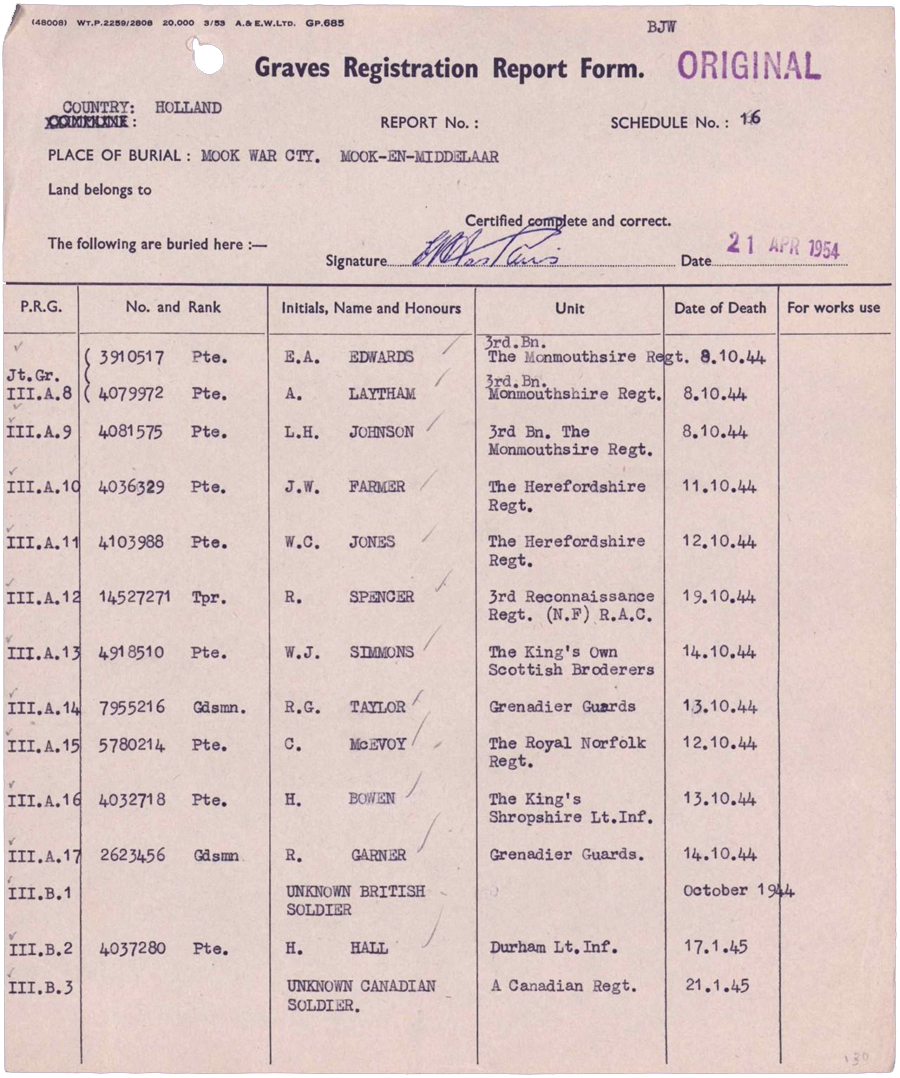 (48008) WT.P.2259/2606 20,000 3/53 A.&E.W.LTD. GP.685
BJW
Graves Registration Report Form. ORIGINAL
COUNTRY: HOLLAND
REPORT No. : SCHEDULE No. : 16
PLACE OF BURIAL : MOOK WAR CTY. MOOK-EN-MIDDELAAR
Land belongs to
Certified complete and correct.
The following are buried here :—
Signature Date 21 APR 1954
P.R.G. No. and Rank Initials, Name and Honours Unit Date of Death For works use
3rd.Bn.
3910517 Pte. E.A. EDWARDS The Monmouthsire Regt. 8.10.44
Jt.Gr. 3rd.Bn.
III.A.8 4079972 Pte. A. LAYTHAM Monmouthshire Regt. 8.10.44
III.A.9 4081575 Pte. L.H. JOHNSON 3rd Bn. The 8.10.44
Monmouthsire Regt.
III.A.10 4036329 Pte. J.W. FARMER The Herefordshire 11.10.44
Regt.
III.A.11 4103988 Pte. W.C. JONES The Herefordshire 12.10.44
Regt.
III.A.12 14527271 Tpr. R. SPENCER 3rd Reconnaissance 19.10.44
Regt. (N.F) R.A.C.
III.A.13 4918510 Pte. W.J. SIMMONS The King's Own 14.10.44
Scottish Broderers
III.A.14 7955216 Gdsmn. R.G. TAYLOR Grenadier Guards 13.10.44
III.A.15 5780214 Pte. C. McEVOY The Royal Norfolk 12.10.44
Regt.
III.A.16 4032718 Pte. H. BOWEN The King's 13.10.44
Shropshire Lt.Inf.
III.A.17 2623456 Gdsmn R. GARNER Grenadier Guards. 14.10.44
III.B.1 UNKNOWN BRITISH October 1944
SOLDIER
III.B.2 4037280 Pte. H. HALL Durham Lt.Inf. 17.1.45
III.B.3 UNKNOWN CANADIAN A Canadian Regt. 21.1.45
SOLDIER.